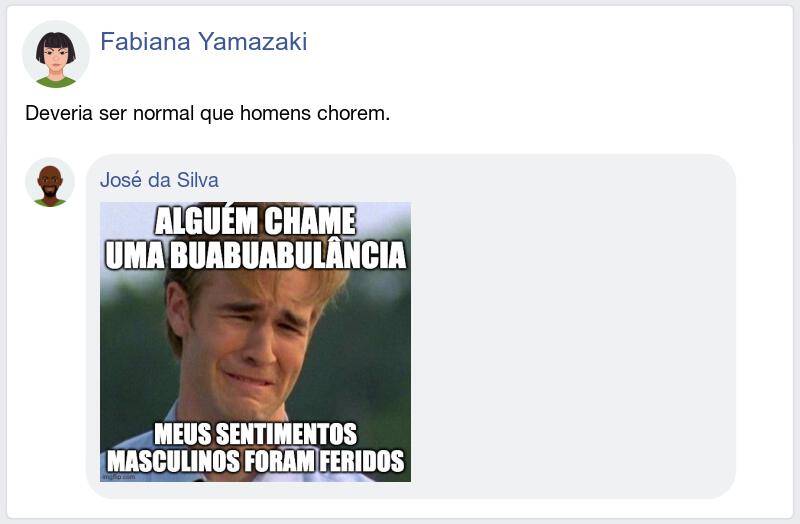 Fabiana Yamazaki
Deveria ser normal que homens chorem.
José da Silva
ALGUÉM CHAME
UMA BUABUABULÂNCIA
MEUS SENTIMENTOS
MASCULINOS FORAM FERIDOS
imgflip.com